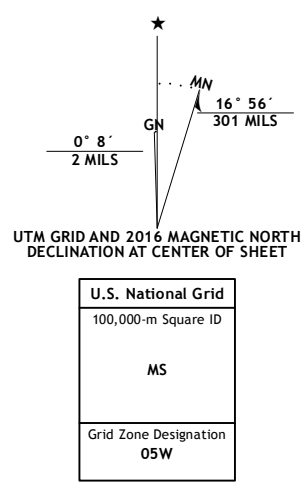 ★
MN
GN
16° 56´
301 MILS
0° 8´
2 MILS
UTM GRID AND 2016 MAGNETIC NORTH
DECLINATION AT CENTER OF SHEET
U.S. National Grid
100,000-m Square ID
MS
Grid Zone Designation
05W